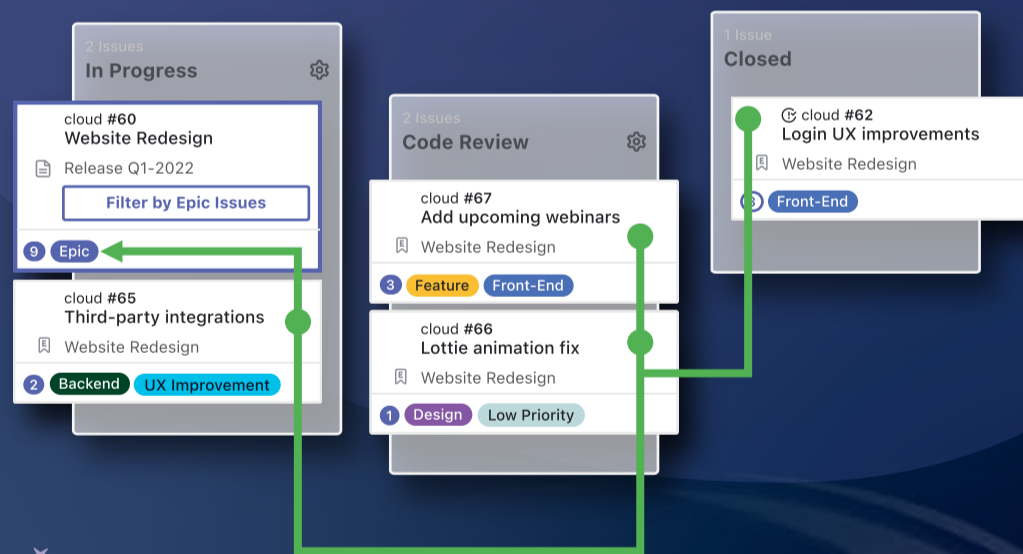 2 Issues
In Progress
cloud #60
Website Redesign
Release Q1-2022
Filter by Epic Issues
9 Epic
cloud #65
Third-party integrations
Website Redesign
2 Backend UX Improvement
2 Issues
Code Review
cloud #67
Add upcoming webinars
Website Redesign
3 Feature Front-End
cloud #66
Lottie animation fix
Website Redesign
1 Design Low Priority
1 Issue
Closed
cloud #62
Login UX improvements
Website Redesign
Front-End